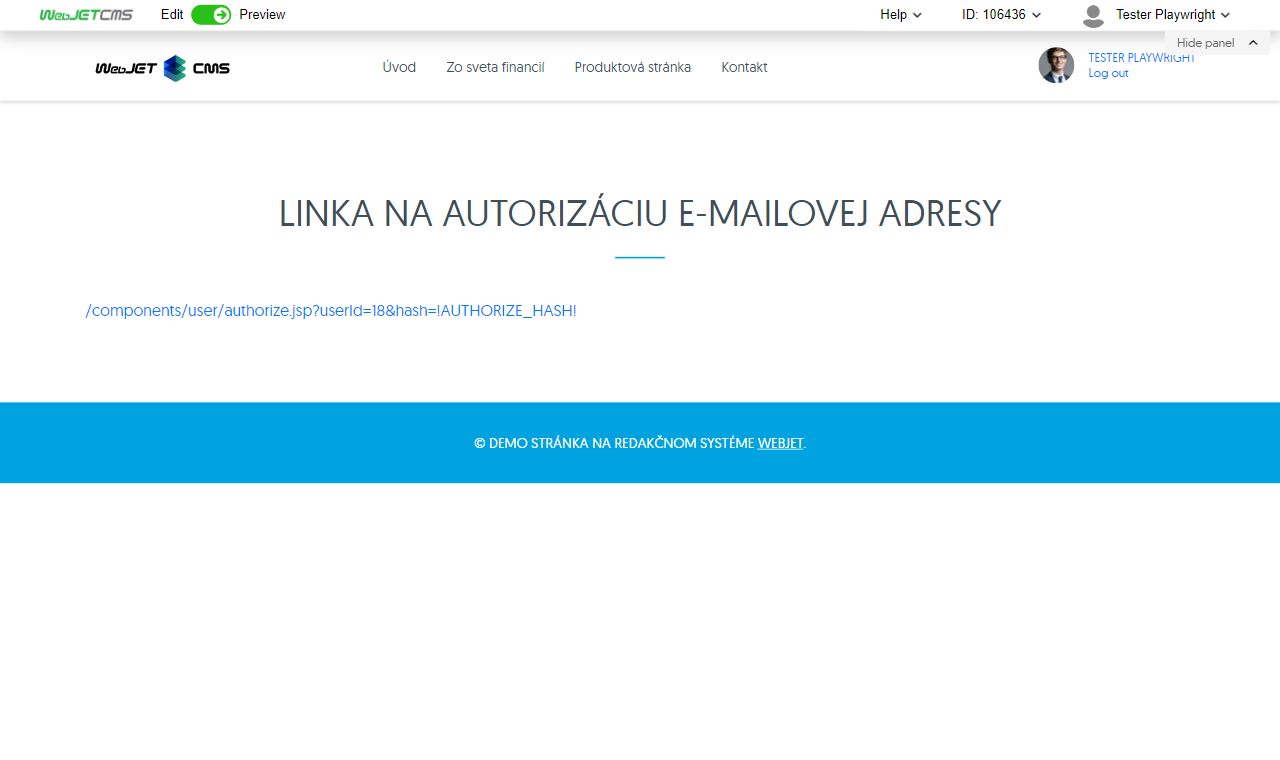 WebJETCMS Edit Preview Help ID: 106436 Tester Playwright
Hide panel
WebJET CMS Úvod Zo sveta financií Produktová stránka Kontakt TESTER PLAYWRIGHT
Log out
LINKA NA AUTORIZÁCIU E-MAILOVEJ ADRESY
/components/user/authorize.jsp?userId=18&hash=!AUTHORIZE_HASH!
© DEMO STRÁNKA NA REDAKČNOM SYSTÉME WEBJET.